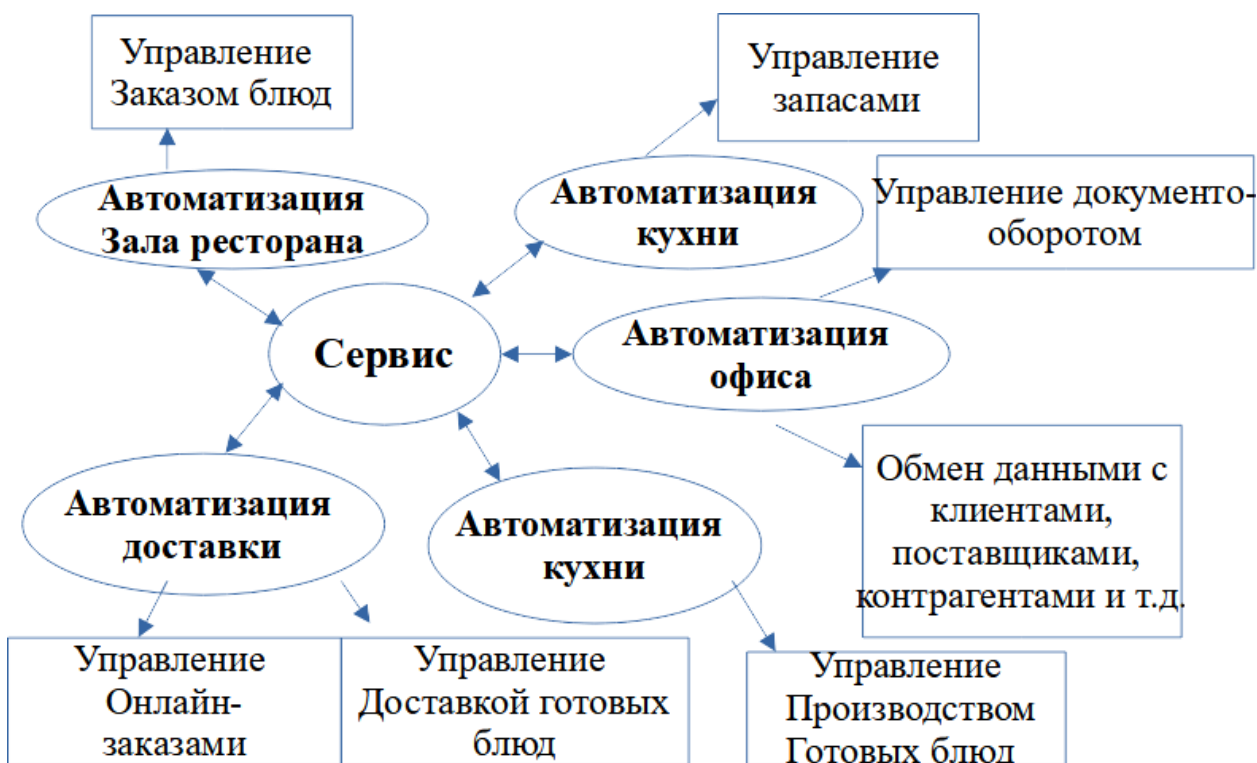 Управление
Заказом блюд
Управление
запасами
Автоматизация
Зала ресторана
Автоматизация
кухни
Управление документо-
оборотом
Сервис
Автоматизация
офиса
Автоматизация
доставки
Автоматизация
кухни
Обмен данными с
клиентами,
поставщиками,
контрагентами и т.д.
Управление
Онлайн-
заказами
Управление
Доставкой готовых
блюд
Управление
Производством
Готовых блюд